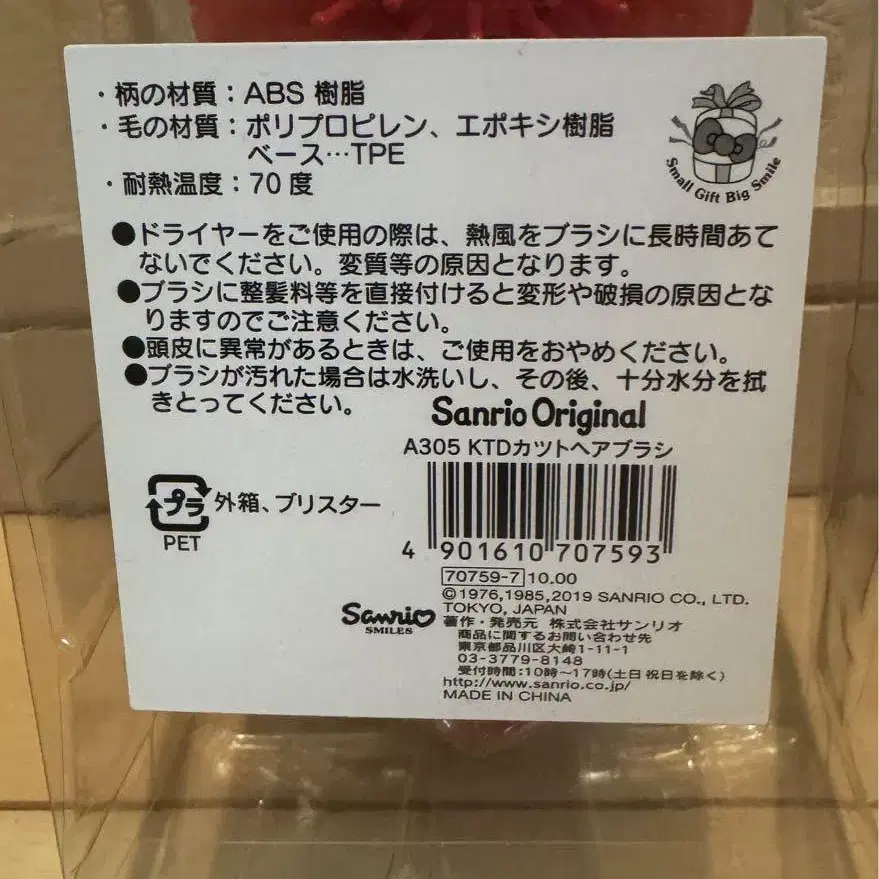 ・柄の材質：ABS 樹脂
・毛の材質：ポリプロピレン、エポキシ樹脂
ベース…TPE
・耐熱温度：70 度
Small Gift Big Smile
●ドライヤーをご使用の際は、熱風をブラシに長時間あて
ないでください。変質等の原因となります。
●ブラシに整髪料等を直接付けると変形や破損の原因とな
りますのでご注意ください。
●頭皮に異常があるときは、ご使用をおやめください。
●ブラシが汚れた場合は水洗いし、その後、十分水分を拭
きとってください。
Sanrio Original
A305 KTDカットヘアブラシ
プラ 外箱、ブリスター
PET
4 901610 707593
70759-7 10.00
©1976,1985,2019 SANRIO CO., LTD.
TOKYO, JAPAN
Sanrio
SMILES
著作・発売元 株式会社サンリオ
商品に関するお問い合わせ先
東京都品川区大崎1-11-1
03-3779-8148
受付時間：10時〜17時(土日 祝日を除く)
http://www.sanrio.co.jp/
MADE IN CHINA